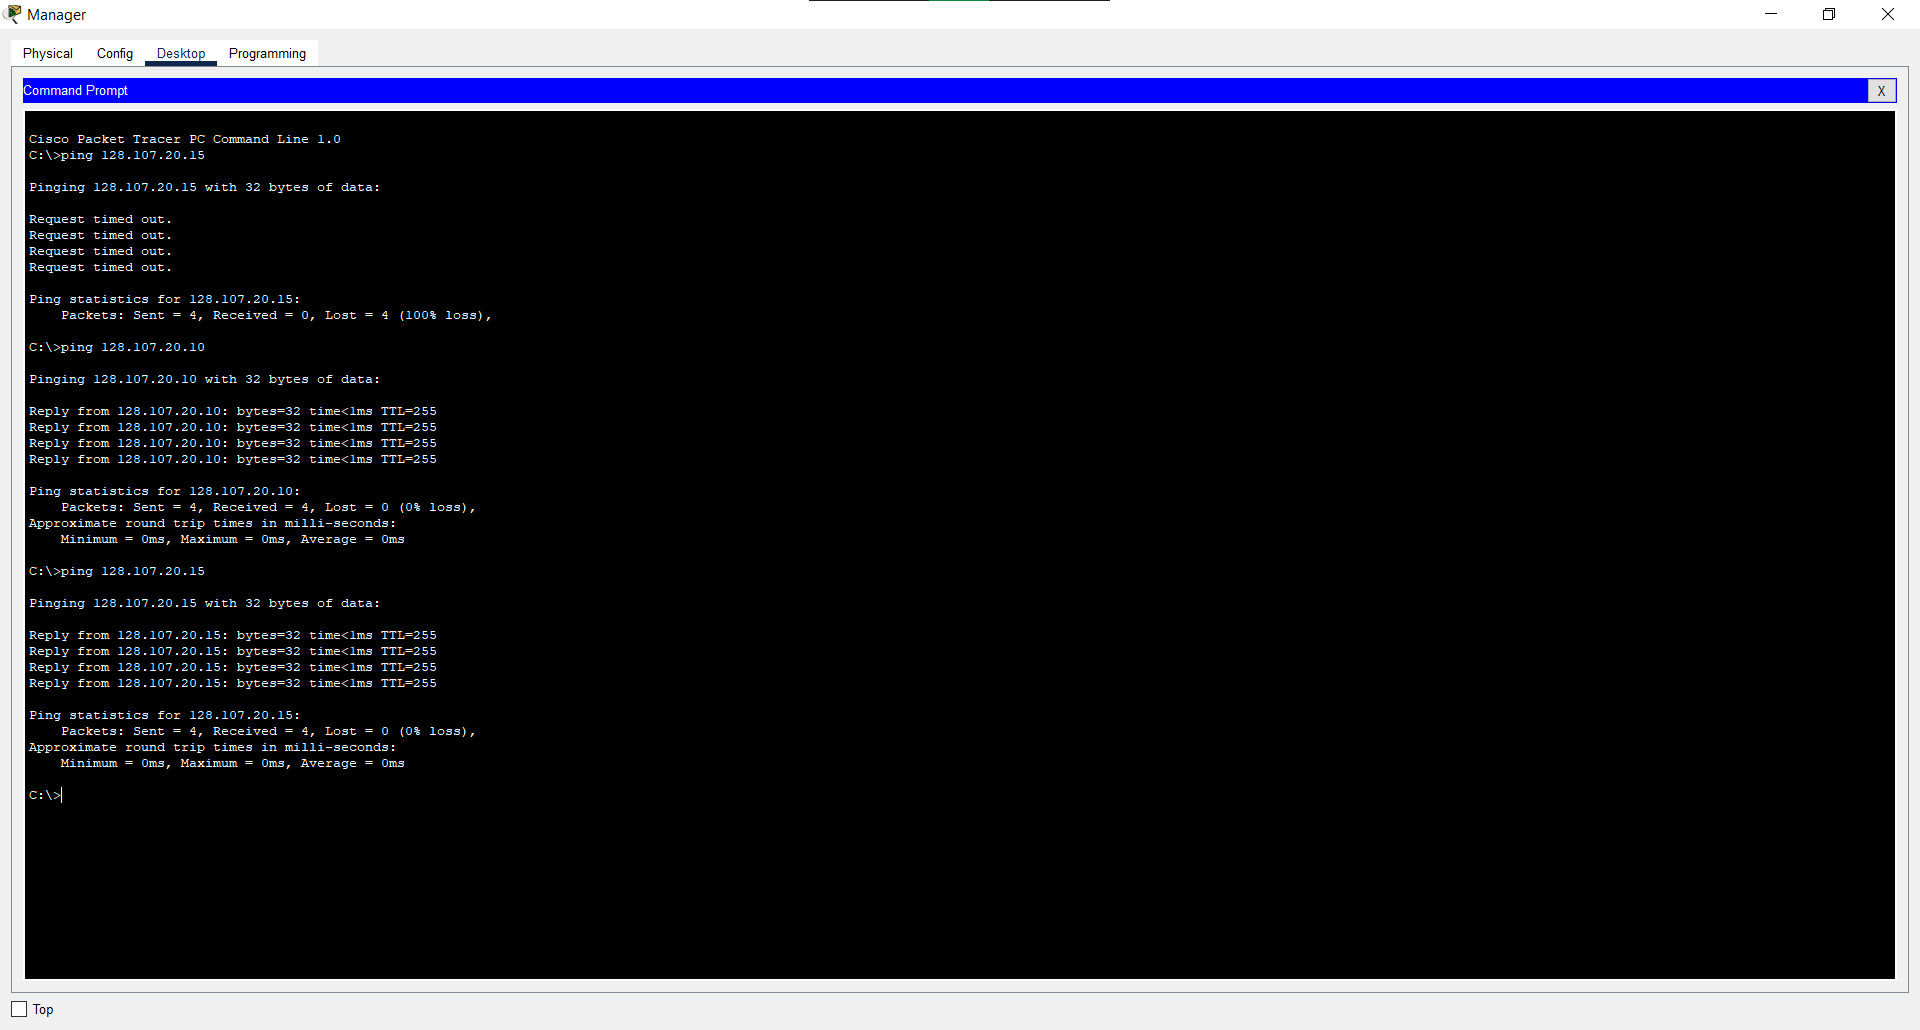 Manager
Physical Config Desktop Programming
Command Prompt X
Cisco Packet Tracer PC Command Line 1.0
C:\>ping 128.107.20.15
Pinging 128.107.20.15 with 32 bytes of data:
Request timed out.
Request timed out.
Request timed out.
Request timed out.
Ping statistics for 128.107.20.15:
    Packets: Sent = 4, Received = 0, Lost = 4 (100% loss),
C:\>ping 128.107.20.10
Pinging 128.107.20.10 with 32 bytes of data:
Reply from 128.107.20.10: bytes=32 time<1ms TTL=255
Reply from 128.107.20.10: bytes=32 time<1ms TTL=255
Reply from 128.107.20.10: bytes=32 time<1ms TTL=255
Reply from 128.107.20.10: bytes=32 time<1ms TTL=255
Ping statistics for 128.107.20.10:
    Packets: Sent = 4, Received = 4, Lost = 0 (0% loss),
Approximate round trip times in milli-seconds:
    Minimum = 0ms, Maximum = 0ms, Average = 0ms
C:\>ping 128.107.20.15
Pinging 128.107.20.15 with 32 bytes of data:
Reply from 128.107.20.15: bytes=32 time<1ms TTL=255
Reply from 128.107.20.15: bytes=32 time<1ms TTL=255
Reply from 128.107.20.15: bytes=32 time<1ms TTL=255
Reply from 128.107.20.15: bytes=32 time<1ms TTL=255
Ping statistics for 128.107.20.15:
    Packets: Sent = 4, Received = 4, Lost = 0 (0% loss),
Approximate round trip times in milli-seconds:
    Minimum = 0ms, Maximum = 0ms, Average = 0ms
C:\>
Top